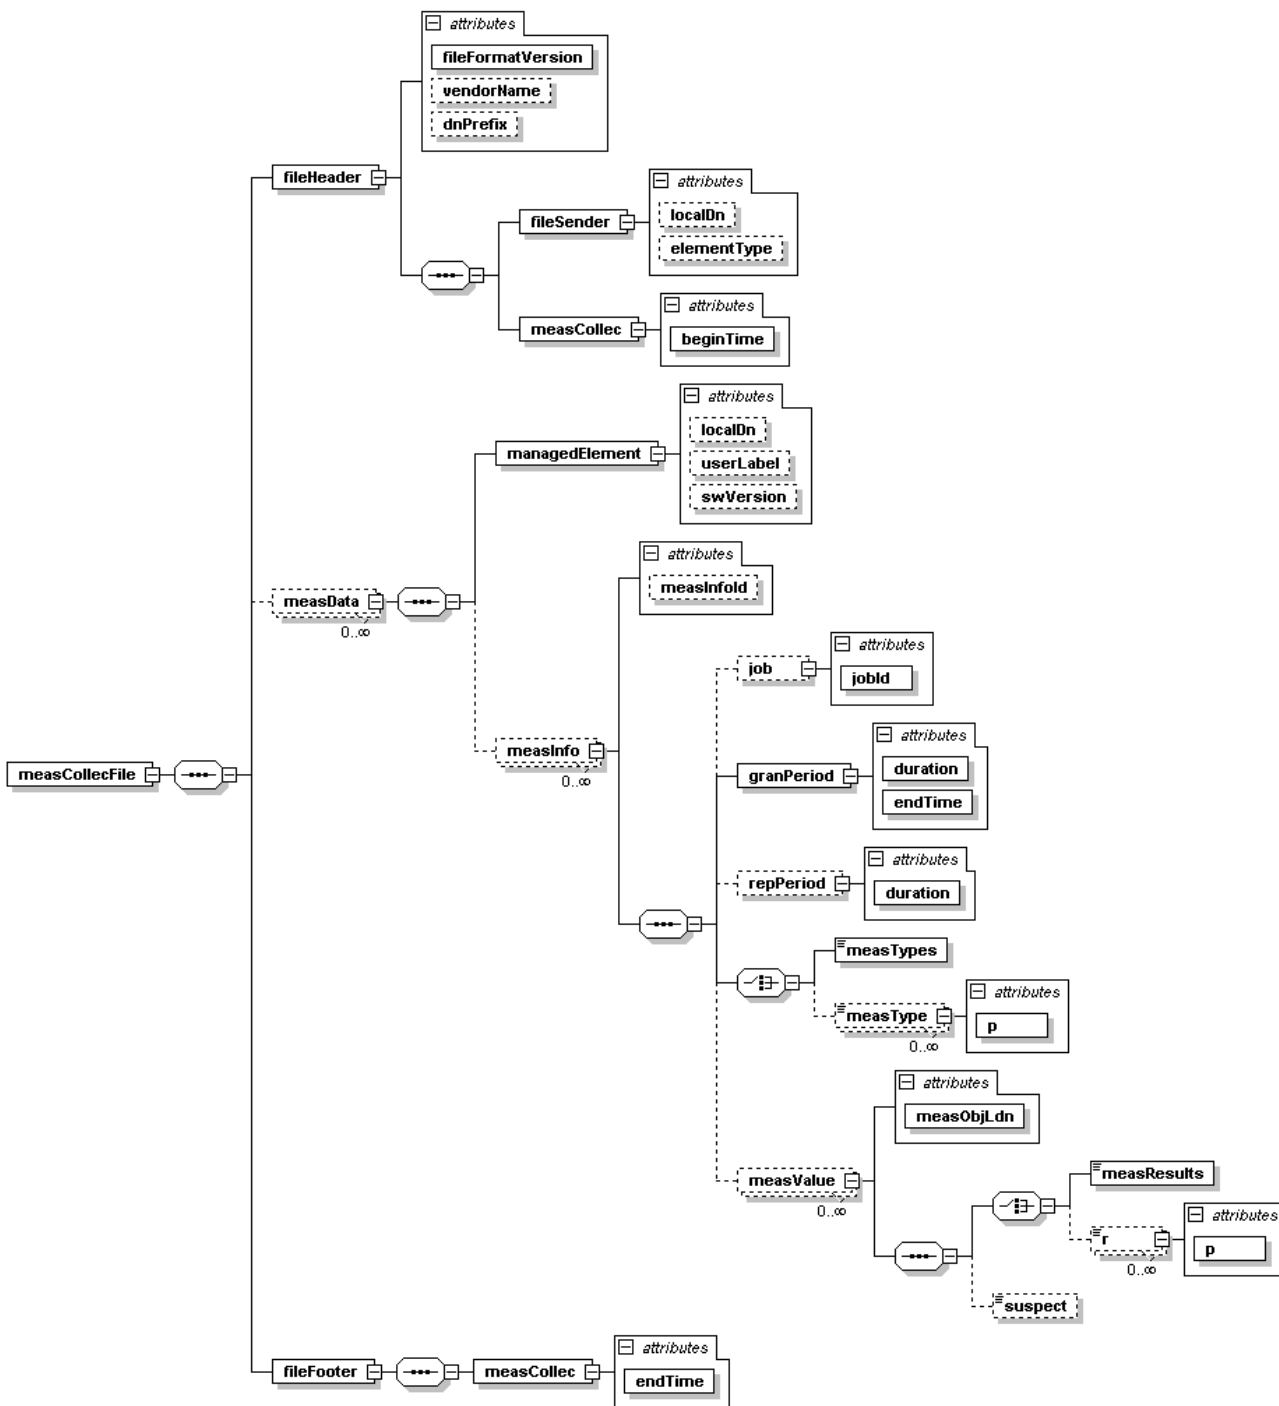 attributes
fileFormatVersion
vendorName
dnPrefix
fileHeader
attributes
fileSender
localDn
elementType
attributes
measCollec
beginTime
attributes
managedElement
localDn
userLabel
swVersion
attributes
measData
measInfoId
0..∞
attributes
job
jobId
attributes
measInfo
0..∞
granPeriod
duration
endTime
measCollecFile
attributes
repPeriod
duration
measTypes
attributes
measType
p
0..∞
attributes
measObjLdn
measValue
0..∞
measResults
attributes
r
p
0..∞
suspect
attributes
fileFooter
measCollec
endTime